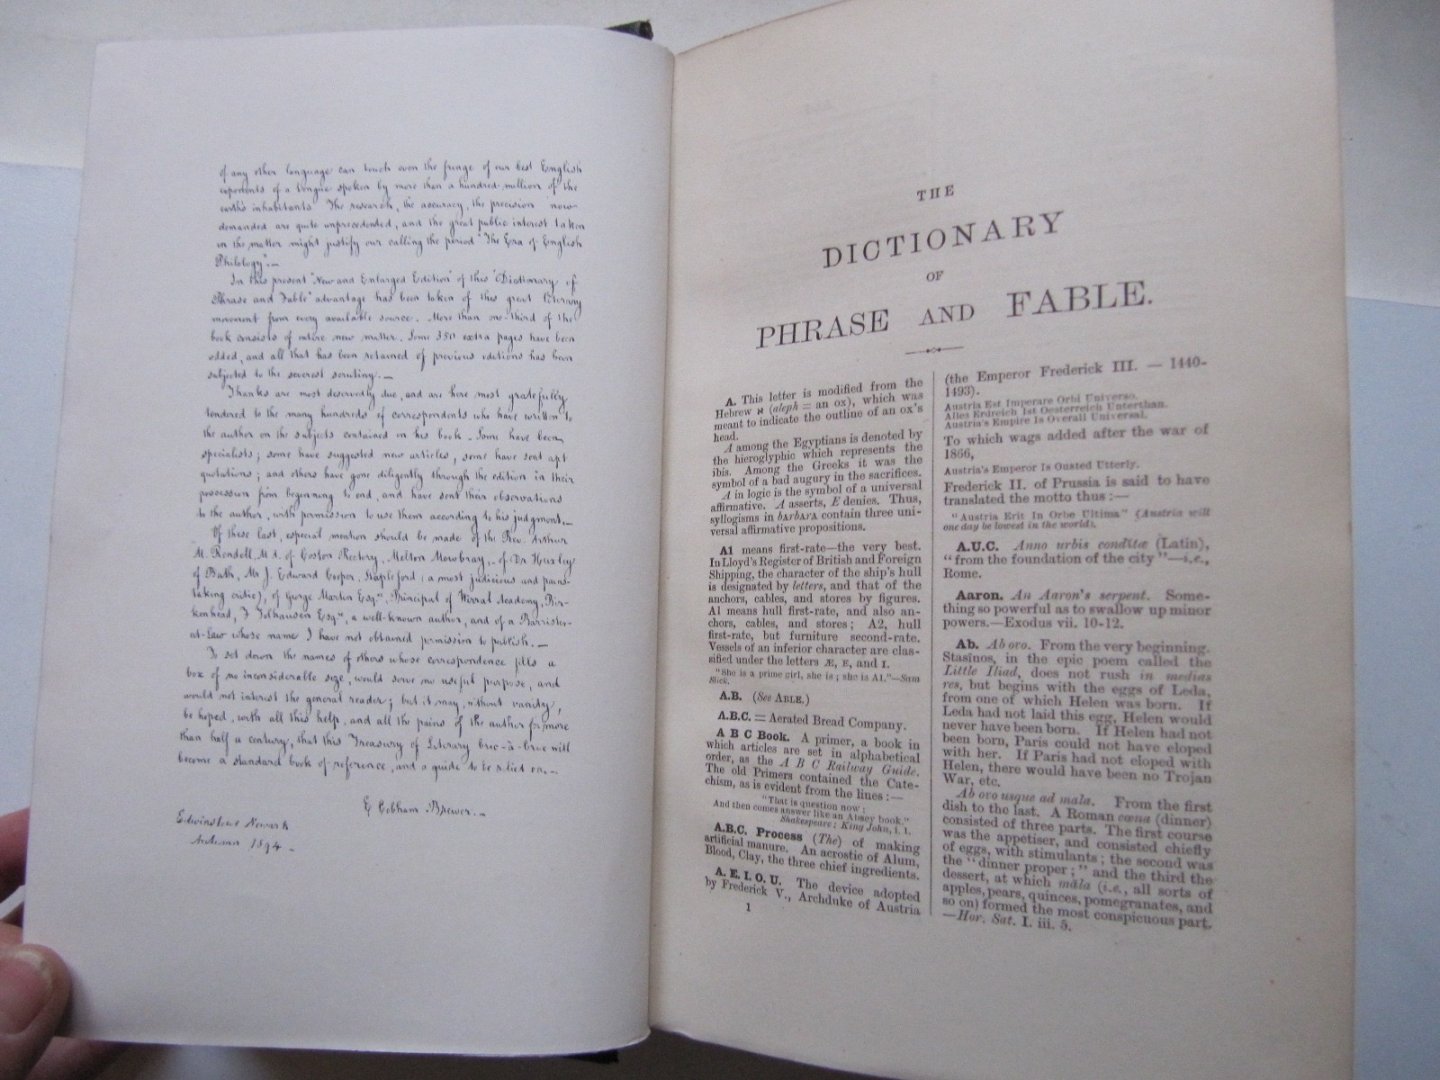 of any other language can touch even the fringe of our best English
exponents of a tongue spoken by more than a hundred million of the
earth's inhabitants. The research, the accuracy, the precision now
demanded are quite unprecedented, and the great public interest taken
in the matter might justify our calling the period "The Era of English
Philology".—
In this present "New and Enlarged Edition" of this "Dictionary of
Phrase and Fable" advantage has been taken of this great literary
movement from every available source. More than one-third of the
book consists of entire new matter. Some 350 extra pages have been
added, and all that has been retained of previous editions has been
subjected to the severest scrutiny.—
Thanks are most deservedly due, and are here most gratefully
tendered to the many hundreds of correspondents who have written to
the author on the subjects contained in his book. Some have been
specialists; some have suggested new articles, some have sent apt
quotations; and others have gone diligently through the edition in their
possession from beginning to end, and have sent their observations
to the author, with permission to use them according to his judgment.—
Of these last, especial mention should be made of the Rev. Arthur
M. Rendell, M.A. of Coston Rectory, Melton Mowbray,– of Dr Huxley
of Bath, Mr J. Edward Cooper, Stapleford (a most judicious and pains-
taking critic), of George Martin Esqre, Principal of Wirral Academy, Bir-
kenhead, F. Esqre, a well-known author, and of a Barrister-
at-Law whose name I have not obtained permission to publish.—
To set down the names of others whose correspondence fills a
box of no inconsiderable size, would serve no useful purpose, and
would not interest the general reader; but it may, without vanity,
be hoped, with all this help, and all the pains of the author for more
than half a century, that this Treasury of Literary bric-à-brac will
become a standard book of reference, and a guide to be relied on.—
E Cobham Brewer.—
Edwinstowe Newark
Autumn 1894.
THE
DICTIONARY
OF
PHRASE AND FABLE.
A. This letter is modified from the
Hebrew א (aleph = an ox), which was
meant to indicate the outline of an ox's
head.
A among the Egyptians is denoted by
the hieroglyphic which represents the
ibis. Among the Greeks it was the
symbol of a bad augury in the sacrifices.
A in logic is the symbol of a universal
affirmative. A asserts, E denies. Thus,
syllogisms in bArbArA contain three uni-
versal affirmative propositions.
A1 means first-rate—the very best.
In Lloyd's Register of British and Foreign
Shipping, the character of the ship's hull
is designated by letters, and that of the
anchors, cables, and stores by figures.
A1 means hull first-rate, and also an-
chors, cables, and stores; A2, hull
first-rate, but furniture second-rate.
Vessels of an inferior character are clas-
sified under the letters Æ, E, and I.
"She is a prime girl, she is; she is A1."—Sam
Slick.
A.B. (See ABLE.)
A.B.C. = Aerated Bread Company.
A B C Book. A primer, a book in
which articles are set in alphabetical
order, as the A B C Railway Guide.
The old Primers contained the Cate-
chism, as is evident from the lines:—
"That is question now;
And then comes answer like an Absey book."
Shakespeare: King John, i. 1.
A.B.C. Process (The) of making
artificial manure. An acrostic of Alum,
Blood, Clay, the three chief ingredients.
A. E. I. O. U. The device adopted
by Frederick V., Archduke of Austria
1
(the Emperor Frederick III. — 1440-
1493).
Austria Est Imperare Orbi Universo.
Alles Erdreich Ist Oesterreich Unterthan.
Austria's Empire Is Overall Universal.
To which wags added after the war of
1866,
Austria's Emperor Is Ousted Utterly.
Frederick II. of Prussia is said to have
translated the motto thus:—
"Austria Erit In Orbe Ultima" (Austria will
one day be lowest in the world).
A.U.C. Anno urbis conditæ (Latin),
"from the foundation of the city"—i.e.,
Rome.
Aaron. An Aaron's serpent. Some-
thing so powerful as to swallow up minor
powers.—Exodus vii. 10-12.
Ab. Ab ovo. From the very beginning.
Stasinos, in the epic poem called the
Little Iliad, does not rush in medias
res, but begins with the eggs of Leda,
from one of which Helen was born. If
Leda had not laid this egg, Helen would
never have been born. If Helen had not
been born, Paris could not have eloped
with her. If Paris had not eloped with
Helen, there would have been no Trojan
War, etc.
Ab ovo usque ad mala. From the first
dish to the last. A Roman cœna (dinner)
consisted of three parts. The first course
was the appetiser, and consisted chiefly
of eggs, with stimulants; the second was
the "dinner proper;" and the third the
dessert, at which mäla (i.e., all sorts of
apples, pears, quinces, pomegranates, and
so on) formed the most conspicuous part.
—Hor. Sat. I. iii. 5.